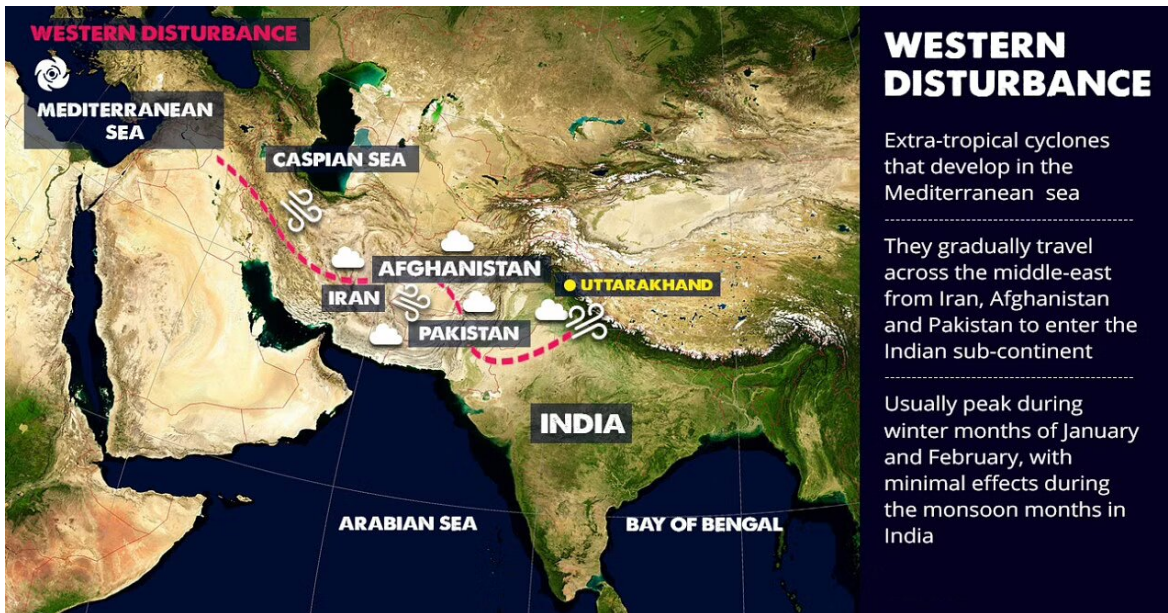 WESTERN DISTURBANCE
MEDITERRANEAN
SEA
CASPIAN SEA
AFGHANISTAN
IRAN
UTTARAKHAND
PAKISTAN
INDIA
ARABIAN SEA
BAY OF BENGAL
WESTERN
DISTURBANCE
Extra-tropical cyclones
that develop in the
Mediterranean sea
They gradually travel
across the middle-east
from Iran, Afghanistan
and Pakistan to enter the
Indian sub-continent
Usually peak during
winter months of January
and February, with
minimal effects during
the monsoon months in
India